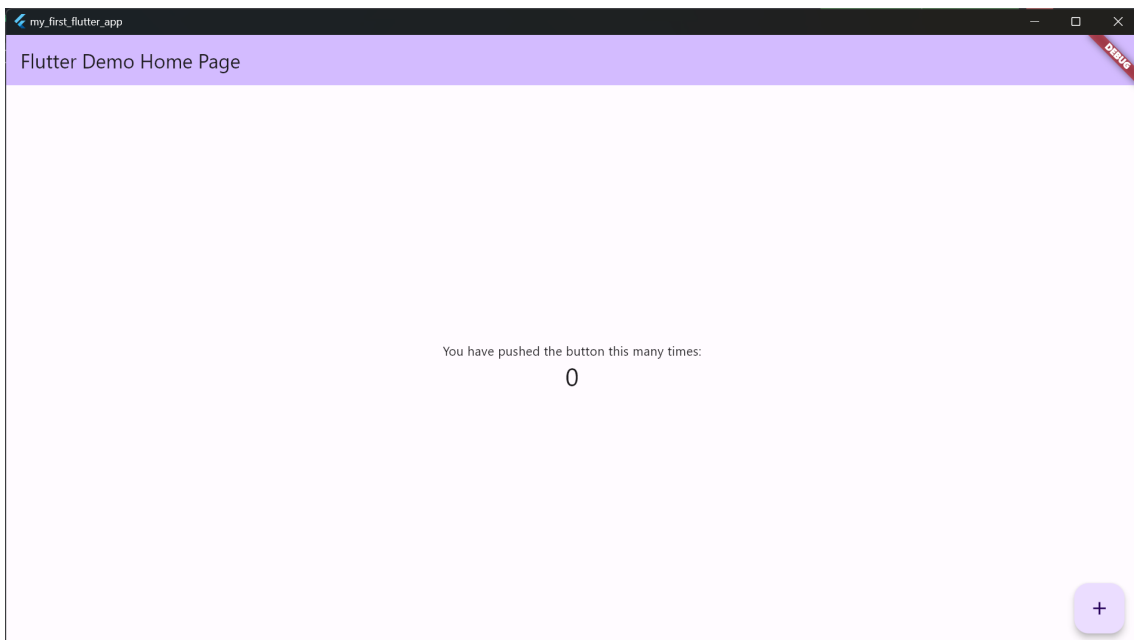 my_first_flutter_app
Flutter Demo Home Page
DEBUG
You have pushed the button this many times:
0
+